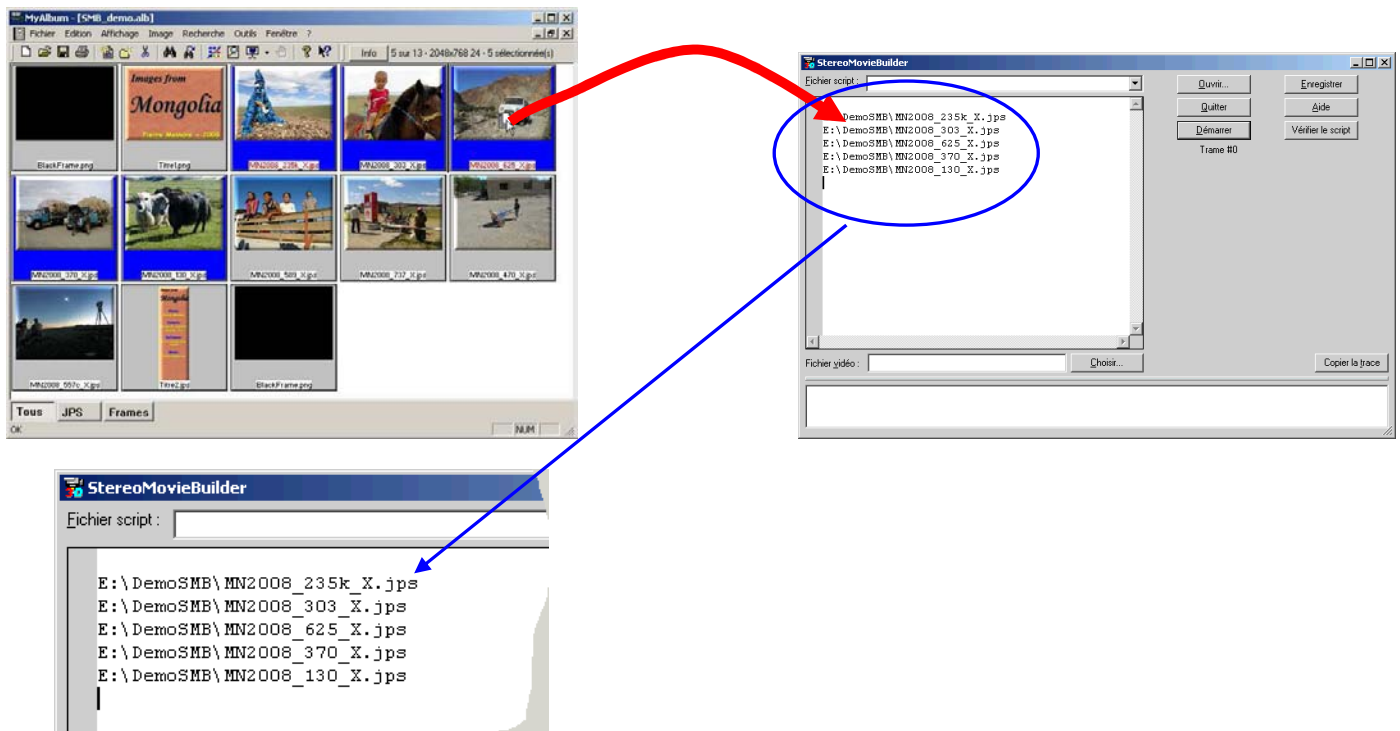 MyAlbum - [SMB_demo.alb]
Fichier Edition Affichage Image Recherche Outils Fenêtre ?
Info 5 sur 13 - 2048x768 24 - 5 sélectionnée(s)
Images from
Mongolia
Pierre Meindre - 2008
BlackFrame.png Titre1.png MN2008_235k_X.jps MN2008_303_X.jps MN2008_625_X.jps
MN2008_370_X.jps MN2008_130_X.jps MN2008_589_X.jps MN2008_737_X.jps MN2008_470_X.jps
Mongolia
MN2008_597c_X.jps Titre2.jps BlackFrame.png
Tous JPS Frames
OK NUM
StereoMovieBuilder
Fichier script :
Ouvrir... Enregistrer
Quitter Aide
Démarrer Vérifier le script
Trame #0
\DemoSMB\MN2008_235k_X.jps
E:\DemoSMB\MN2008_303_X.jps
E:\DemoSMB\MN2008_625_X.jps
E:\DemoSMB\MN2008_370_X.jps
E:\DemoSMB\MN2008_130_X.jps
Fichier vidéo : Choisir... Copier la trace
StereoMovieBuilder
Fichier script :
E:\DemoSMB\MN2008_235k_X.jps
E:\DemoSMB\MN2008_303_X.jps
E:\DemoSMB\MN2008_625_X.jps
E:\DemoSMB\MN2008_370_X.jps
E:\DemoSMB\MN2008_130_X.jps